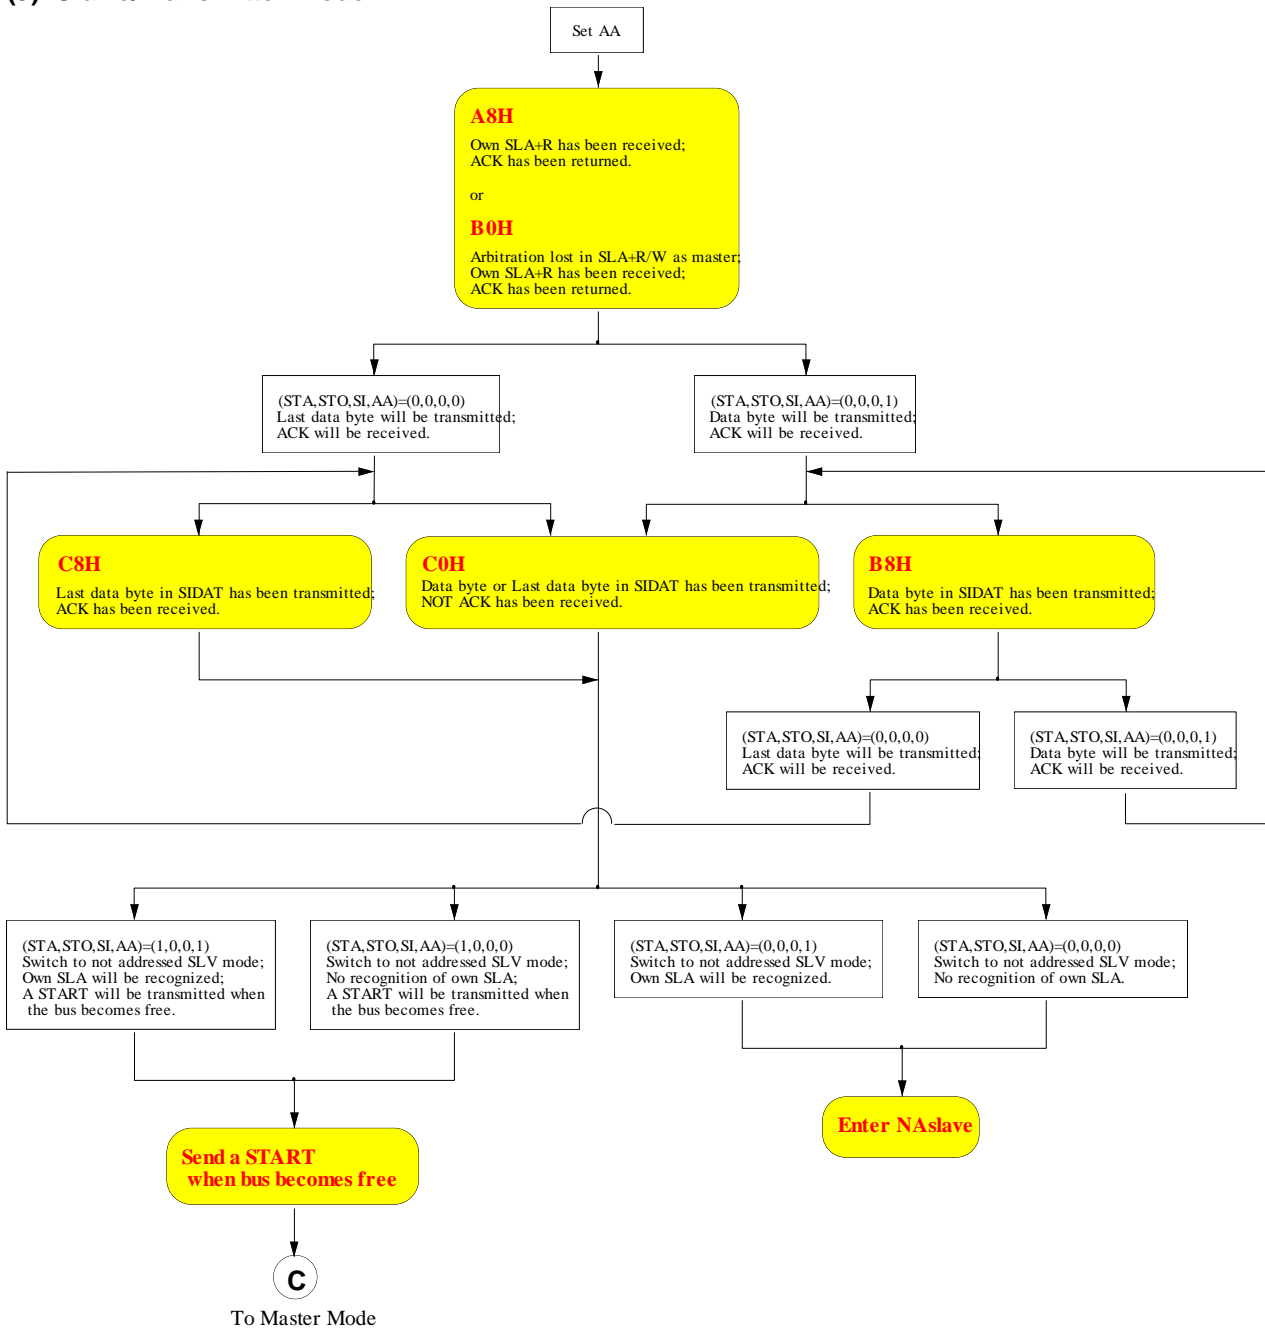 Set AA
A8H
Own SLA+R has been received;
ACK has been returned.
or
B0H
Arbitration lost in SLA+R/W as master;
Own SLA+R has been received;
ACK has been returned.
(STA,STO,SI,AA)=(0,0,0,0)
Last data byte will be transmitted;
ACK will be received.
(STA,STO,SI,AA)=(0,0,0,1)
Data byte will be transmitted;
ACK will be received.
C8H
Last data byte in SIDAT has been transmitted;
ACK has been received.
C0H
Data byte or Last data byte in SIDAT has been transmitted;
NOT ACK has been received.
B8H
Data byte in SIDAT has been transmitted;
ACK has been received.
(STA,STO,SI,AA)=(0,0,0,0)
Last data byte will be transmitted;
ACK will be received.
(STA,STO,SI,AA)=(0,0,0,1)
Data byte will be transmitted;
ACK will be received.
(STA,STO,SI,AA)=(1,0,0,1)
Switch to not addressed SLV mode;
Own SLA will be recognized;
A START will be transmitted when
the bus becomes free.
(STA,STO,SI,AA)=(1,0,0,0)
Switch to not addressed SLV mode;
No recognition of own SLA;
A START will be transmitted when
the bus becomes free.
(STA,STO,SI,AA)=(0,0,0,1)
Switch to not addressed SLV mode;
Own SLA will be recognized.
(STA,STO,SI,AA)=(0,0,0,0)
Switch to not addressed SLV mode;
No recognition of own SLA.
Enter NAslave
Send a START
when bus becomes free
C
To Master Mode